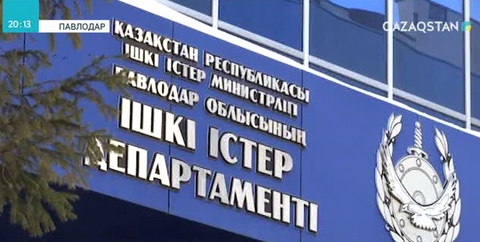 20:13 ПАВЛОДАР
QAZAQSTAN
ҚАЗАҚСТАН РЕСПУБЛИКАСЫ
ІШКІ ІСТЕР МИНИСТРЛІГІ
ПАВЛОДАР ОБЛЫСЫНЫҢ
ІШКІ ІСТЕР
ДЕПАРТАМЕНТІ